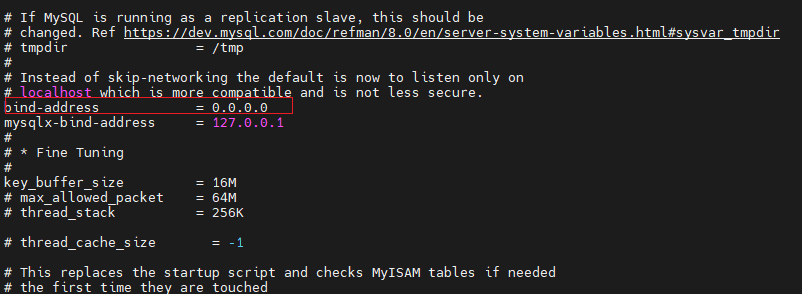 # If MySQL is running as a replication slave, this should be
# changed. Ref https://dev.mysql.com/doc/refman/8.0/en/server-system-variables.html#sysvar_tmpdir
# tmpdir = /tmp
#
# Instead of skip-networking the default is now to listen only on
# localhost which is more compatible and is not less secure.
bind-address = 0.0.0.0
mysqlx-bind-address = 127.0.0.1
#
# * Fine Tuning
#
key_buffer_size = 16M
# max_allowed_packet = 64M
# thread_stack = 256K
# thread_cache_size = -1
# This replaces the startup script and checks MyISAM tables if needed
# the first time they are touched